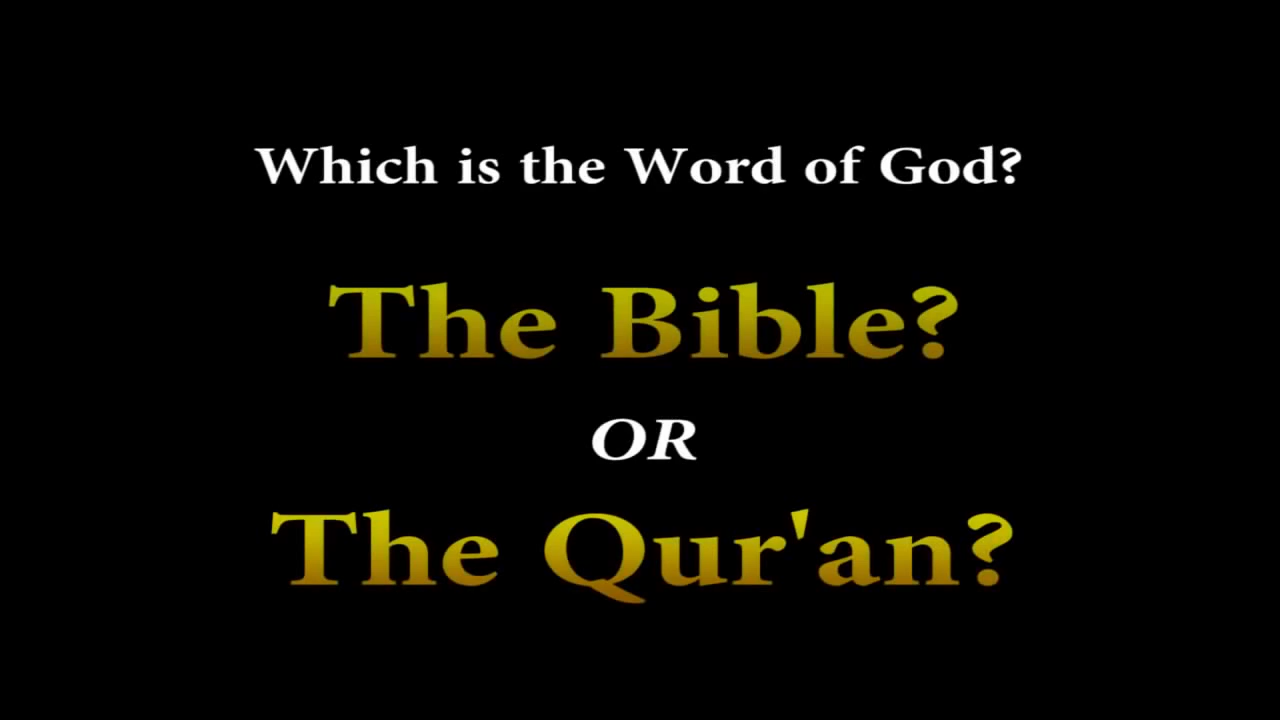 Which is the Word of God?
The Bible?
OR
The Qur'an?